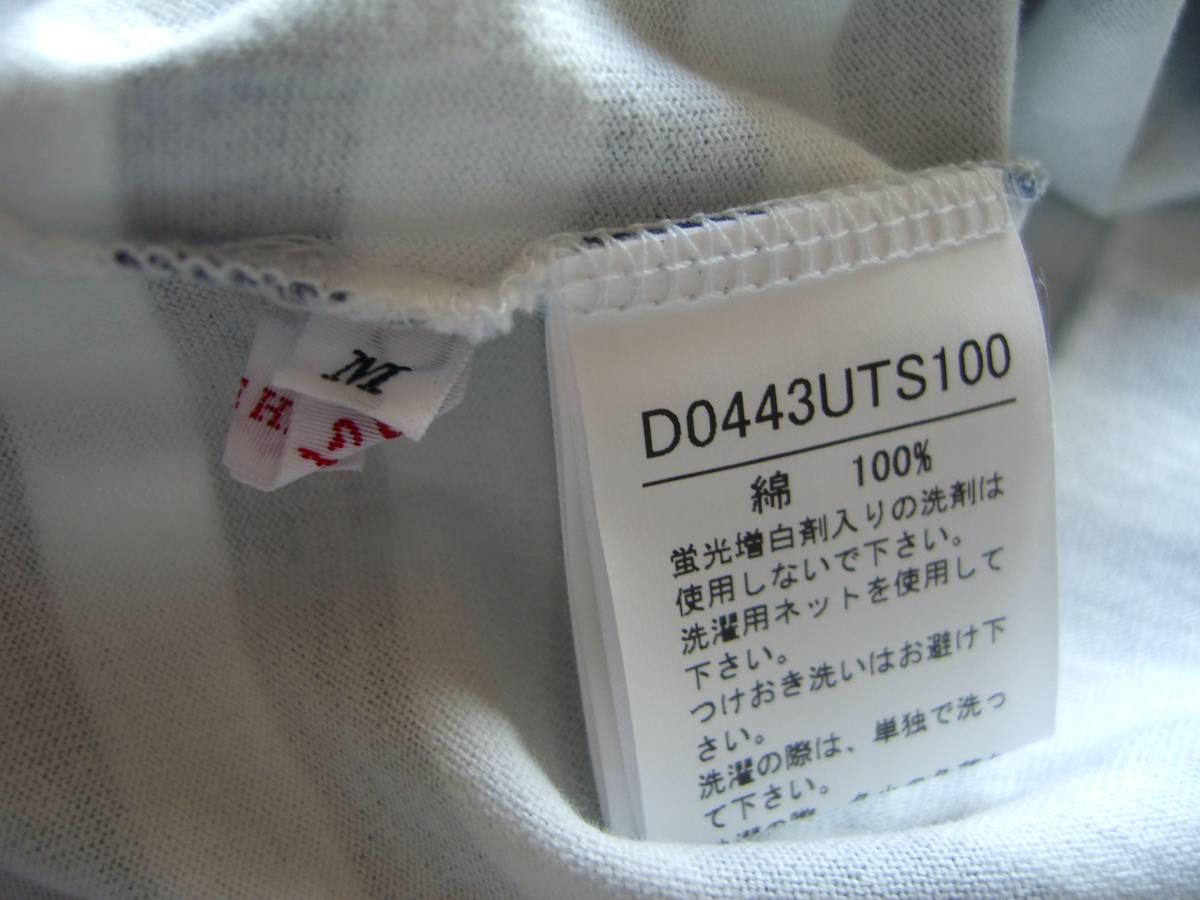 M
D0443UTS100
綿 100%
蛍光増白剤入りの洗剤は
使用しないで下さい。
洗濯用ネットを使用して
下さい。
つけおき洗いはお避け下
さい。
洗濯の際は、単独で洗っ
て下さい。